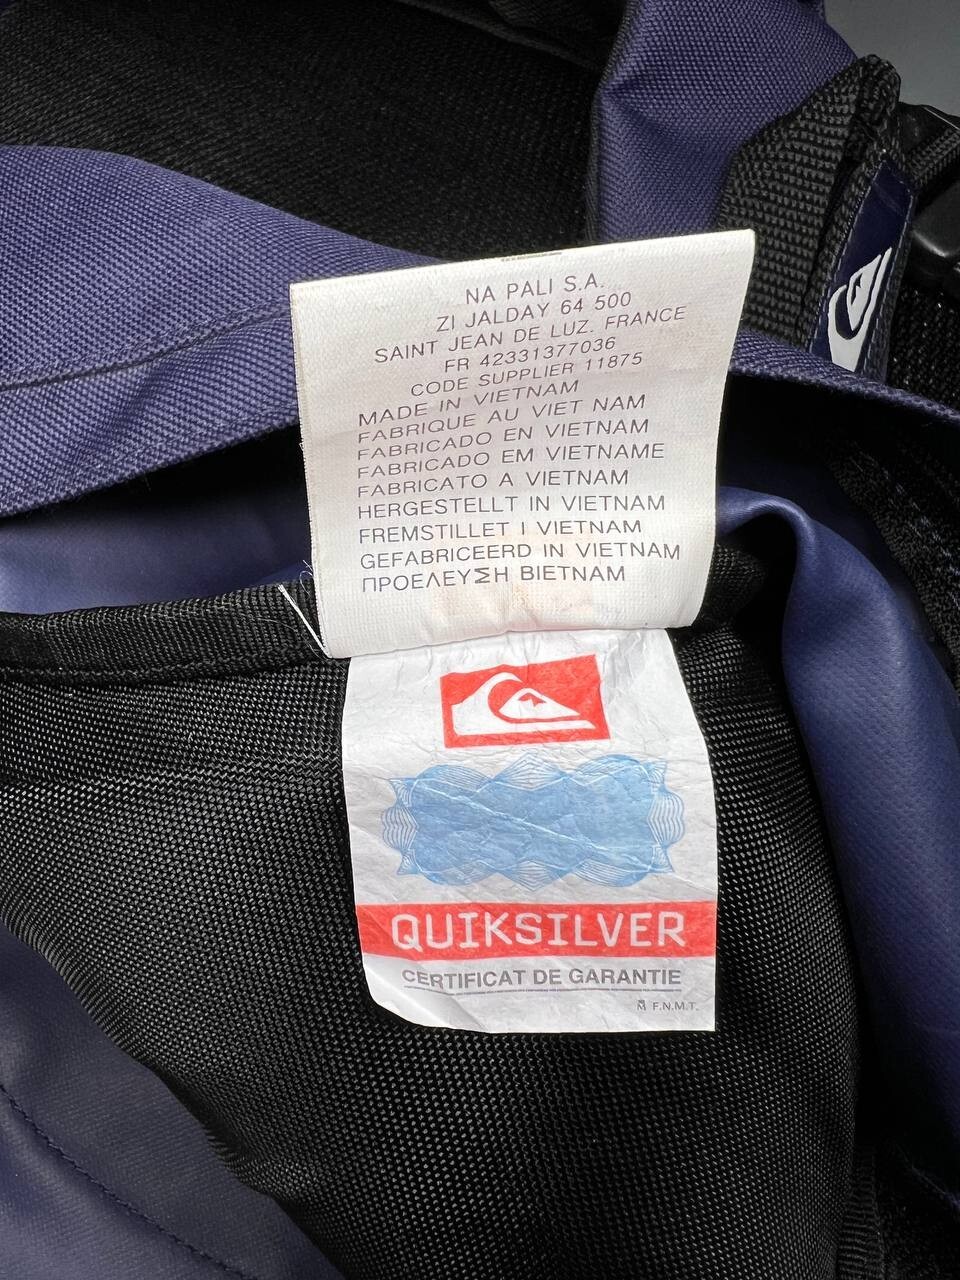 NA PALI S.A.
ZI JALDAY 64 500
SAINT JEAN DE LUZ. FRANCE
FR 42331377036
CODE SUPPLIER 11875
MADE IN VIETNAM
FABRIQUE AU VIET NAM
FABRICADO EN VIETNAM
FABRICADO EM VIETNAME
FABRICATO A VIETNAM
HERGESTELLT IN VIETNAM
FREMSTILLET I VIETNAM
GEFABRICEERD IN VIETNAM
ΠΡΟΕΛΕΥΣΗ ΒΙΕΤΝΑΜ
QUIKSILVER
CERTIFICAT DE GARANTIE
M F.N.M.T.